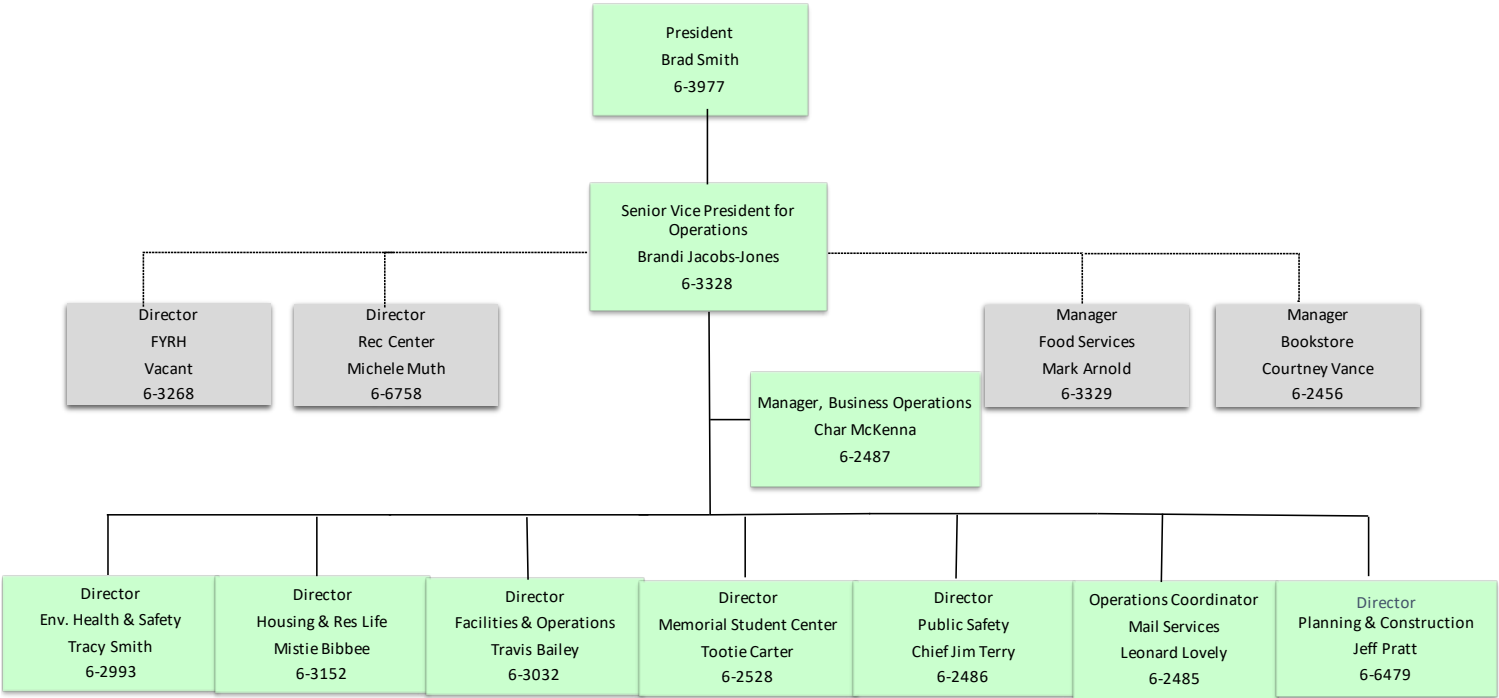 President
Brad Smith
6-3977
Senior Vice President for
Operations
Brandi Jacobs-Jones
6-3328
Director
FYRH
Vacant
6-3268
Director
Rec Center
Michele Muth
6-6758
Manager
Food Services
Mark Arnold
6-3329
Manager
Bookstore
Courtney Vance
6-2456
Manager, Business Operations
Char McKenna
6-2487
Director
Env. Health & Safety
Tracy Smith
6-2993
Director
Housing & Res Life
Mistie Bibbee
6-3152
Director
Facilities & Operations
Travis Bailey
6-3032
Director
Memorial Student Center
Tootie Carter
6-2528
Director
Public Safety
Chief Jim Terry
6-2486
Operations Coordinator
Mail Services
Leonard Lovely
6-2485
Director
Planning & Construction
Jeff Pratt
6-6479